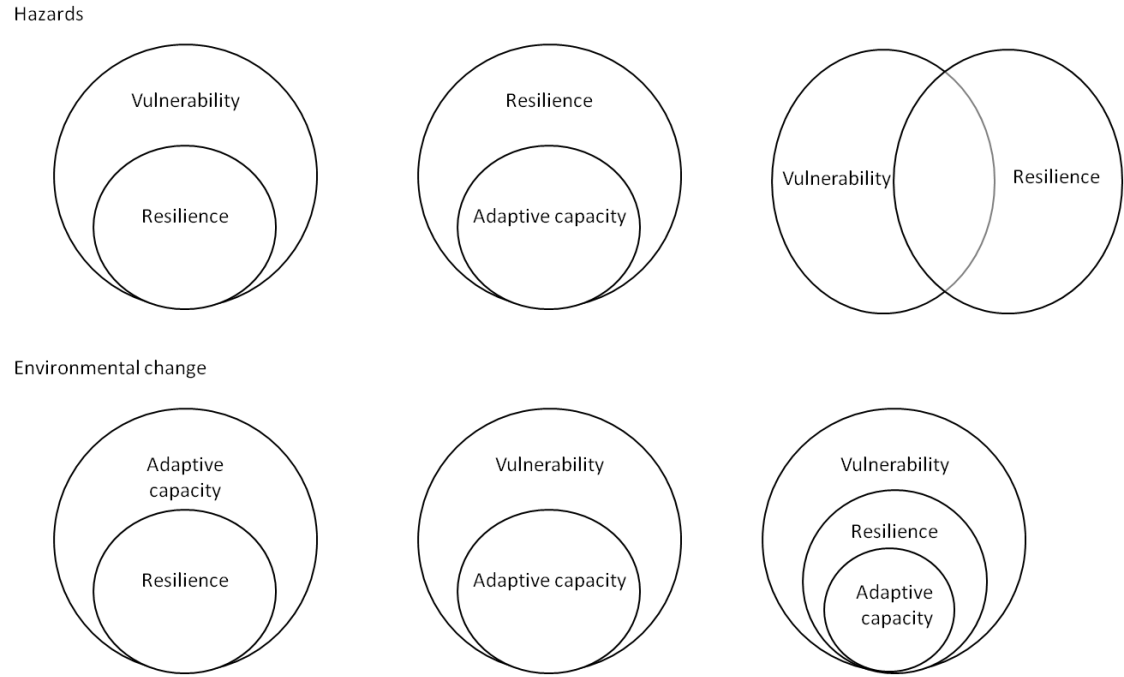 Hazards
Vulnerability
Resilience
Resilience
Adaptive capacity
Vulnerability
Resilience
Environmental change
Adaptive
capacity
Resilience
Vulnerability
Adaptive capacity
Vulnerability
Resilience
Adaptive
capacity